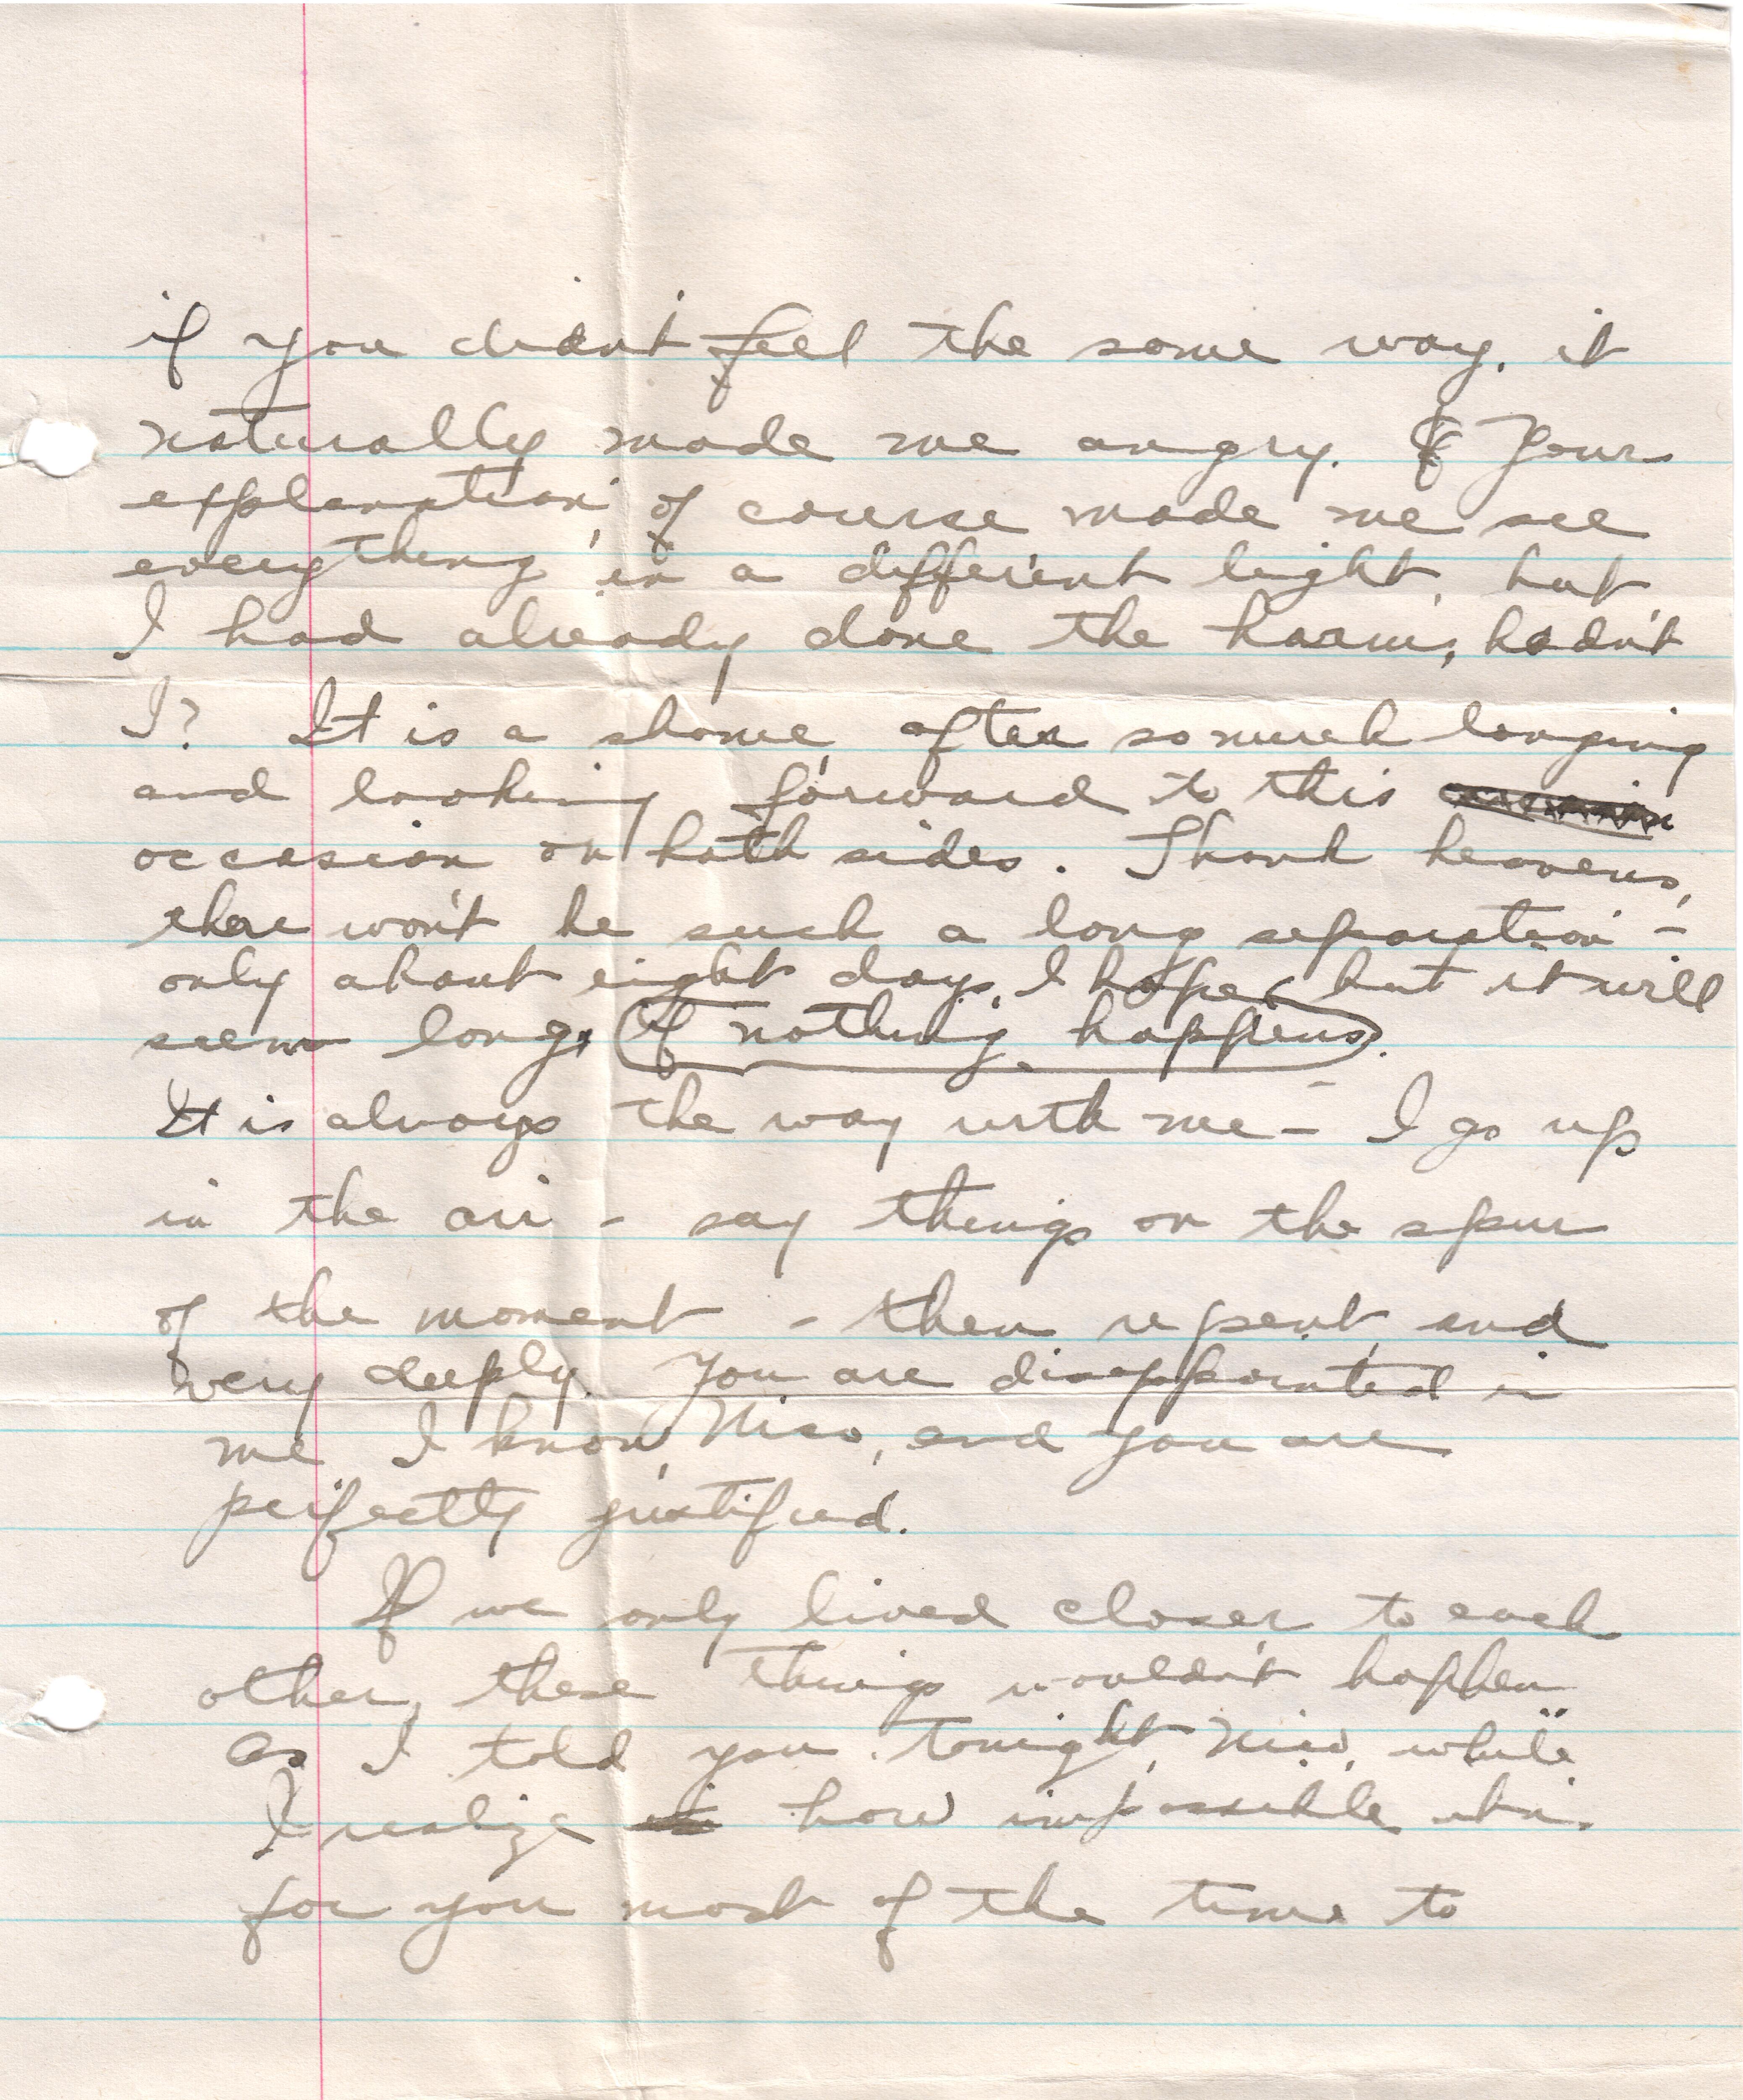 if you didn't feel the same way, it
naturally made me angry. Your
explanation, of course made me see
everything in a different light, but
I had already done the harm, hadn't
I? It is a shame, after so much longing
and looking forward to this
occasion on both sides. Thank heavens,
there won't be such a long separation -
only about eight days, I hope, but it will
seem long, (If nothing happens).
It is always the way with me - I go up
in the air - say things on the spur
of the moment - then repent, and
very deeply. You are disappointed in
me, I know, and you are
perfectly justified.
If we only lived closer to each
other, these things wouldn't happen
as I told you tonight, while
I realize how impossible it is
for you most of the time to